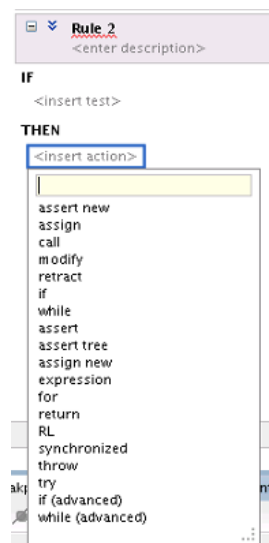 Rule 2
<enter description>
IF
<insert test>
THEN
<insert action>
assert new
assign
call
modify
retract
if
while
assert
assert tree
assign new
expression
for
return
RL
synchronized
throw
try
if (advanced)
while (advanced)